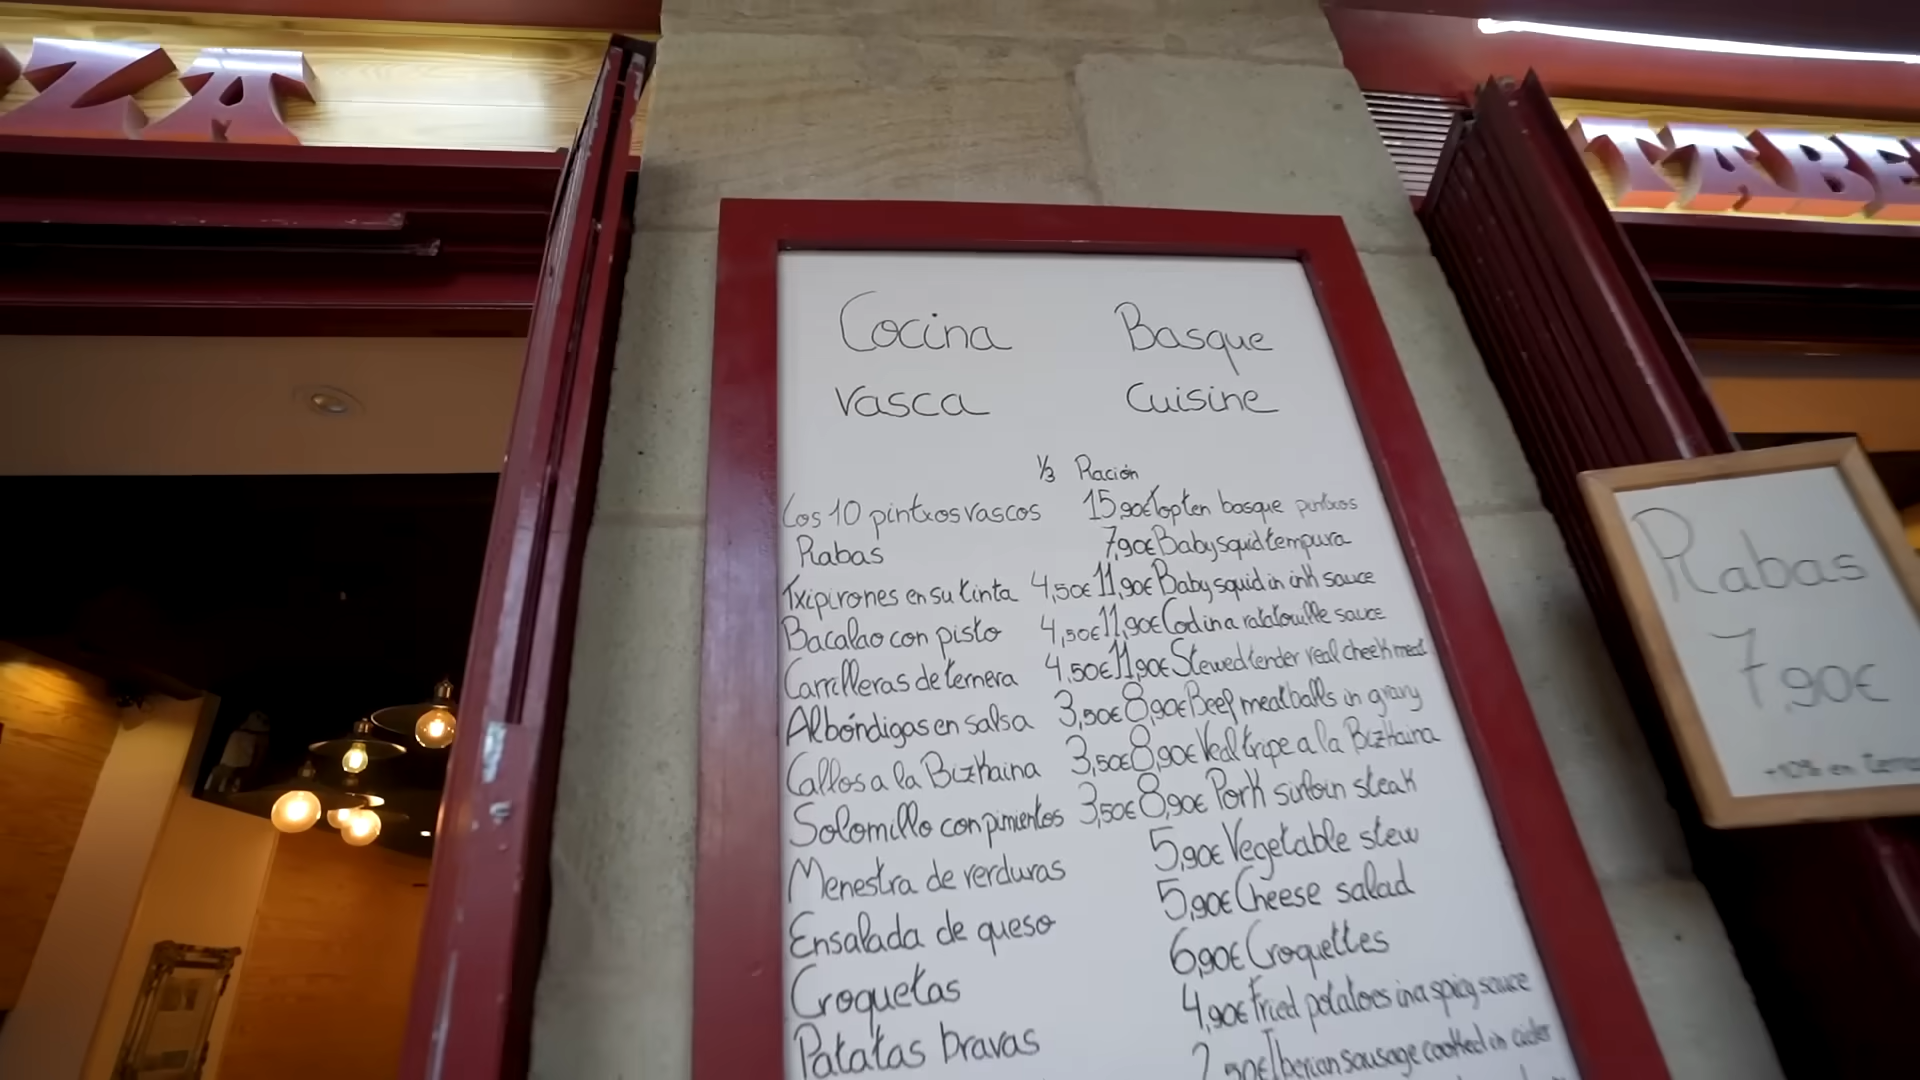 ZA
TABE
Cocina Basque
vasca Cuisine
1/3 Ración
Los 10 pintxos vascos 15,90€ Top ten basque pintxos
Rabas 7,90€ Baby squid tempura
Txipirones en su tinta 4,50€ 11,90€ Baby squid in ink sauce
Bacalao con pisto 4,50€ 11,90€ Cod in a ratatouille sauce
Carrilleras de ternera 4,50€ 11,90€ Stewed tender veal cheek meat
Albóndigas en salsa 3,50€ 8,90€ Beef meatballs in gravy
Callos a la Bizkaina 3,50€ 8,90€ Veal tripe a la Bizkaina
Solomillo con pimientos 3,50€ 8,90€ Pork sirloin steak
Menestra de verduras 5,90€ Vegetable stew
Ensalada de queso 5,90€ Cheese salad
Croquetas 6,90€ Croquettes
Patatas bravas 4,90€ Fried potatoes in a spicy sauce
2,50€ Iberian sausage cooked in cider
Rabas
7,90€
+10% en